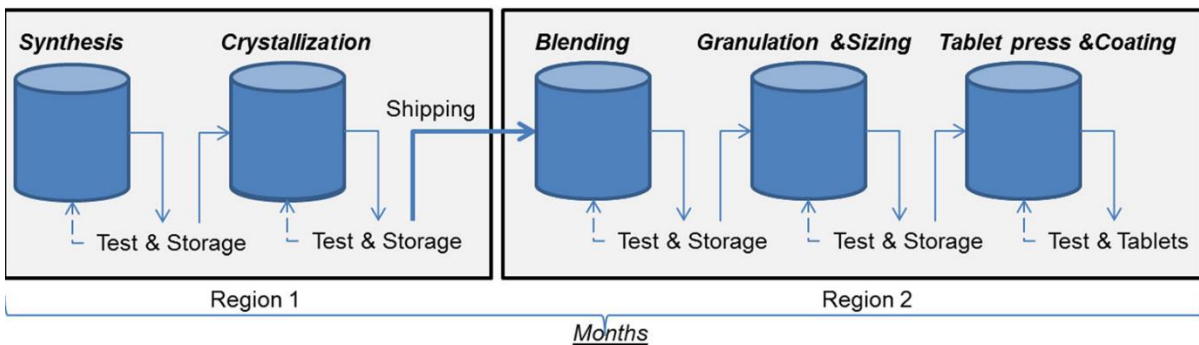 Synthesis
Crystallization
Blending
Granulation &Sizing
Tablet press &Coating
Shipping
Test & Storage
Test & Storage
Test & Storage
Test & Storage
Test & Tablets
Region 1
Region 2
Months